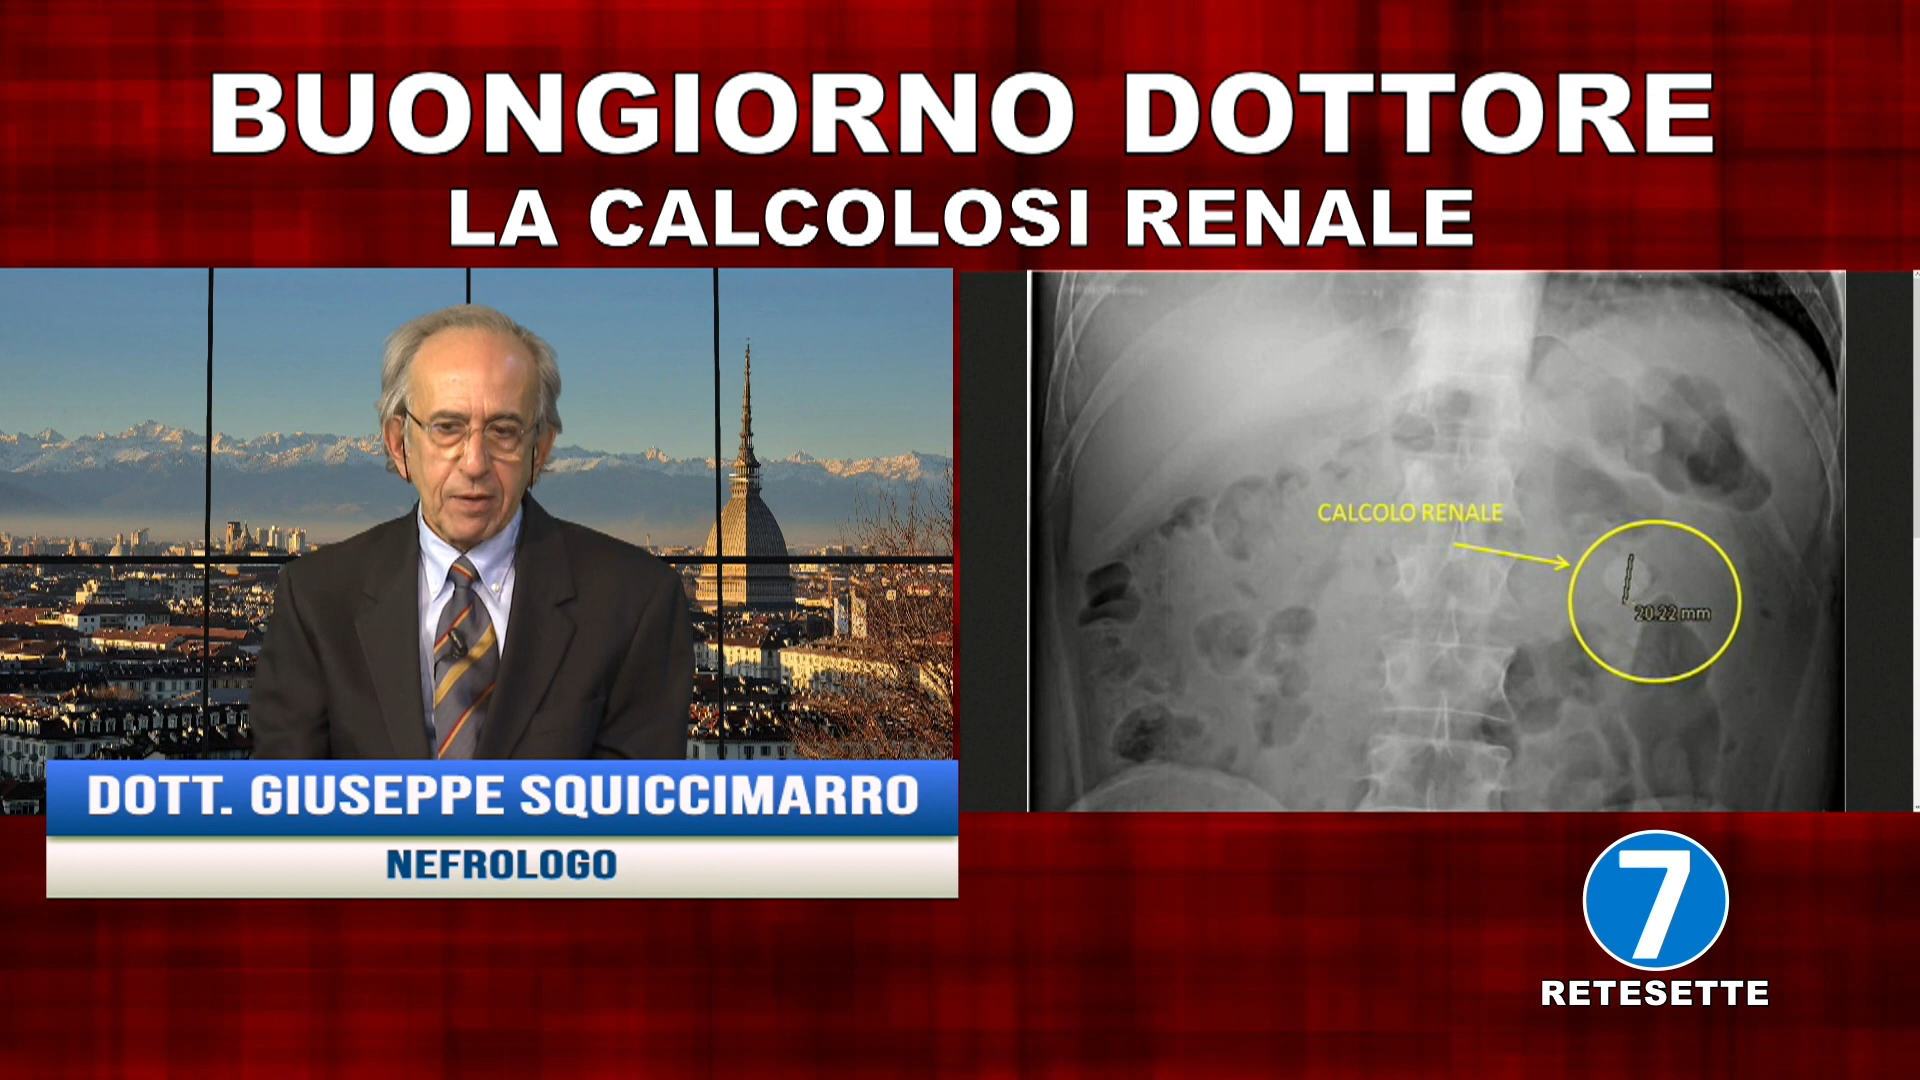 BUONGIORNO DOTTORE
LA CALCOLOSI RENALE
CALCOLO RENALE
20.22 mm
DOTT. GIUSEPPE SQUICCIMARRO
NEFROLOGO
7
RETESETTE